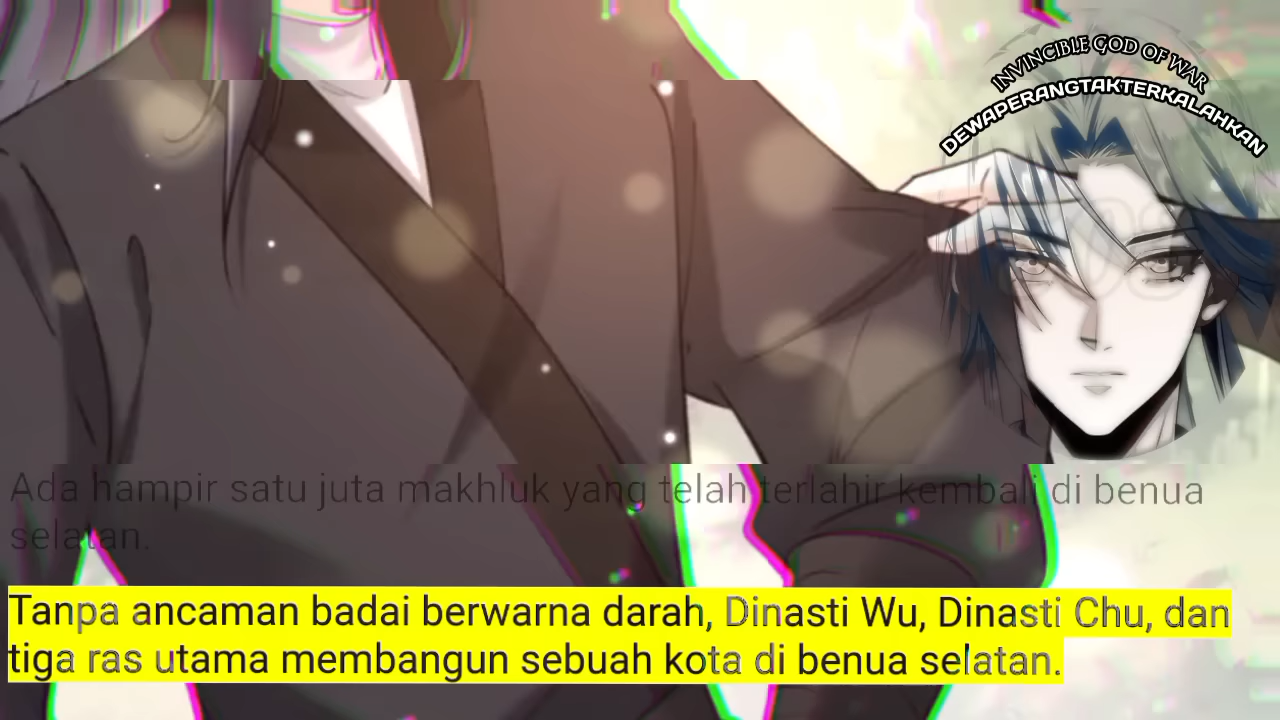 INVINCIBLE GOD OF WAR
DEWAPERANGTAKTERKALAHKAN
Ada hampir satu juta makhluk yang telah terlahir kembali di benua
selatan.
Tanpa ancaman badai berwarna darah, Dinasti Wu, Dinasti Chu, dan
tiga ras utama membangun sebuah kota di benua selatan.